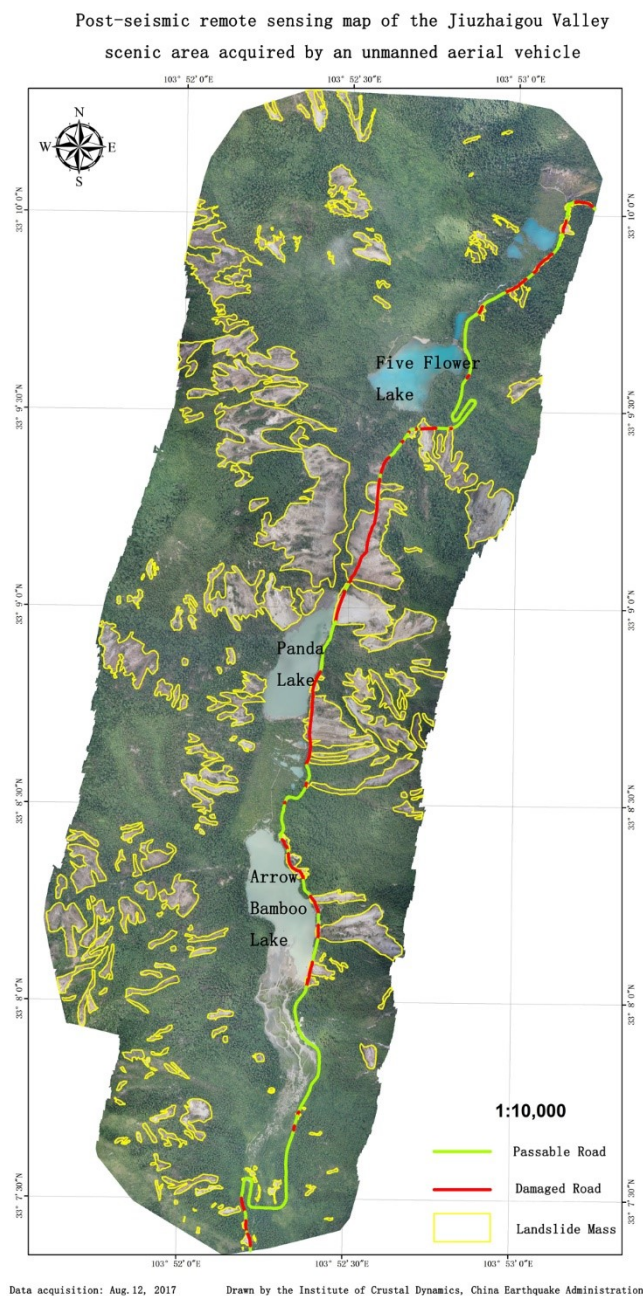 Post-seismic remote sensing map of the Jiuzhaigou Valley
scenic area acquired by an unmanned aerial vehicle
103° 52′ 0″E
103° 52′ 30″E
103° 53′ 0″E
N
W
E
S
33° 10′ 0″N
33° 10′ 0″N
Five Flower
Lake
33° 9′ 30″N
33° 9′ 30″N
33° 9′ 0″N
33° 9′ 0″N
Panda
Lake
33° 8′ 30″N
33° 8′ 30″N
Arrow
Bamboo
Lake
33° 8′ 0″N
33° 8′ 0″N
1:10,000
Passable Road
Damaged Road
Landslide Mass
33° 7′ 30″N
33° 7′ 30″N
103° 52′ 0″E
103° 52′ 30″E
103° 53′ 0″E
Data acquisition: Aug.12, 2017
Drawn by the Institute of Crustal Dynamics, China Earthquake Administration